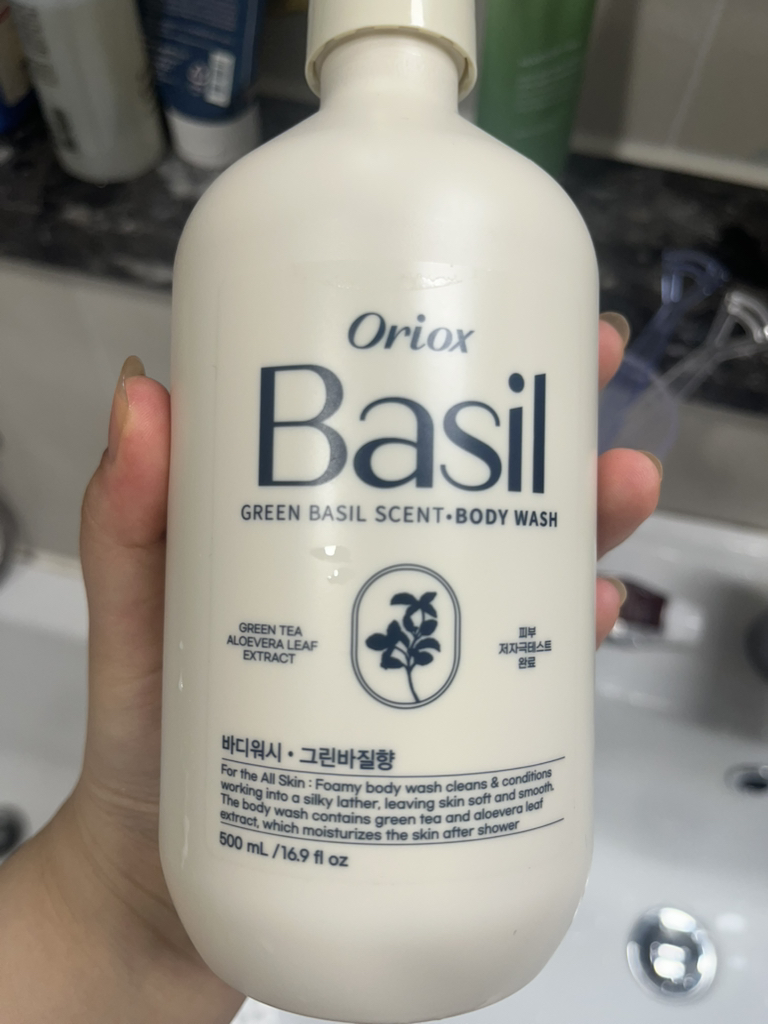 Oriox
Basil
GREEN BASIL SCENT•BODY WASH
GREEN TEA
ALOEVERA LEAF
EXTRACT
피부
저자극테스트
완료
바디워시 • 그린바질향
For the All Skin : Foamy body wash cleans & conditions
working into a silky lather, leaving skin soft and smooth.
The body wash contains green tea and aloevera leaf
extract, which moisturizes the skin after shower
500 mL /16.9 fl oz